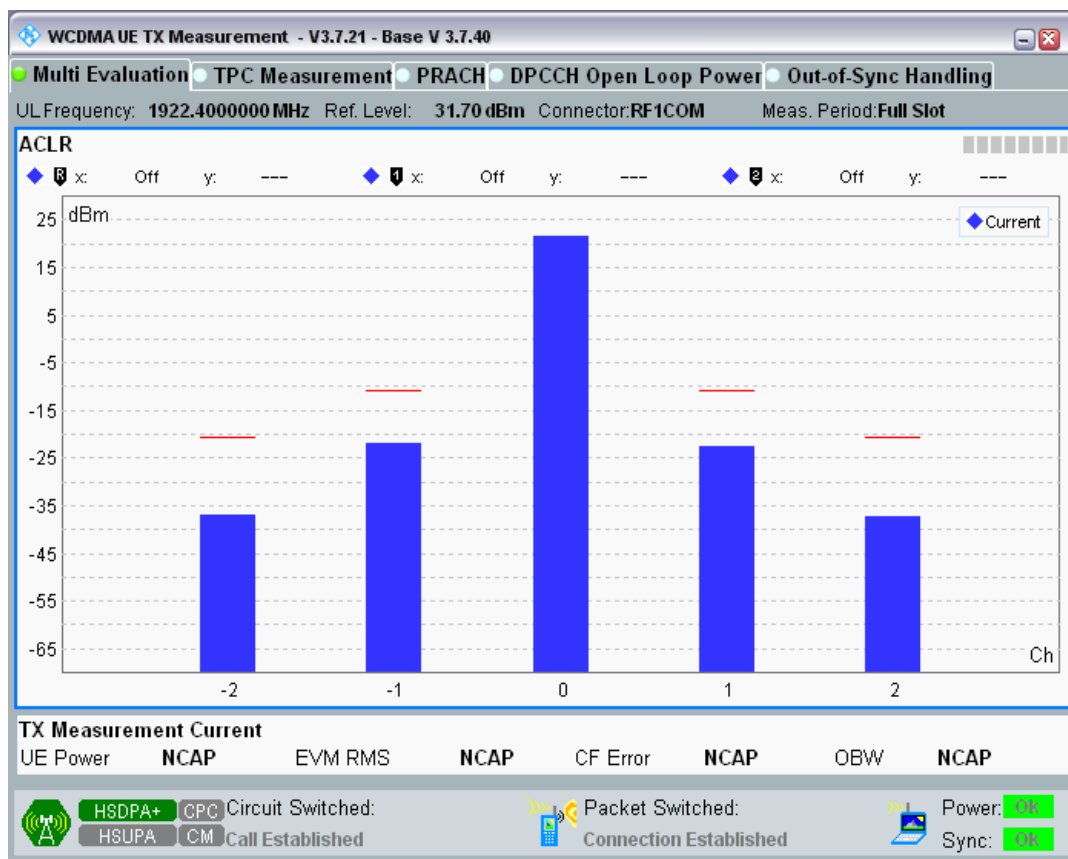 WCDMA UE TX Measurement - V3.7.21 - Base V 3.7.40
Multi Evaluation TPC Measurement PRACH DPCCH Open Loop Power Out-of-Sync Handling
UL Frequency: 1922.4000000 MHz Ref. Level: 31.70 dBm Connector:RF1COM Meas. Period:Full Slot
ACLR
R x: Off y: --- 1 x: Off y: --- 2 x: Off y: ---
dBm
Current
25
15
5
-5
-15
-25
-35
-45
-55
-65
Ch
-2 -1 0 1 2
TX Measurement Current
UE Power NCAP EVM RMS NCAP CF Error NCAP OBW NCAP
HSDPA+ CPC Circuit Switched: Packet Switched: Power: Ok
HSUPA CM Call Established Connection Established Sync: Ok